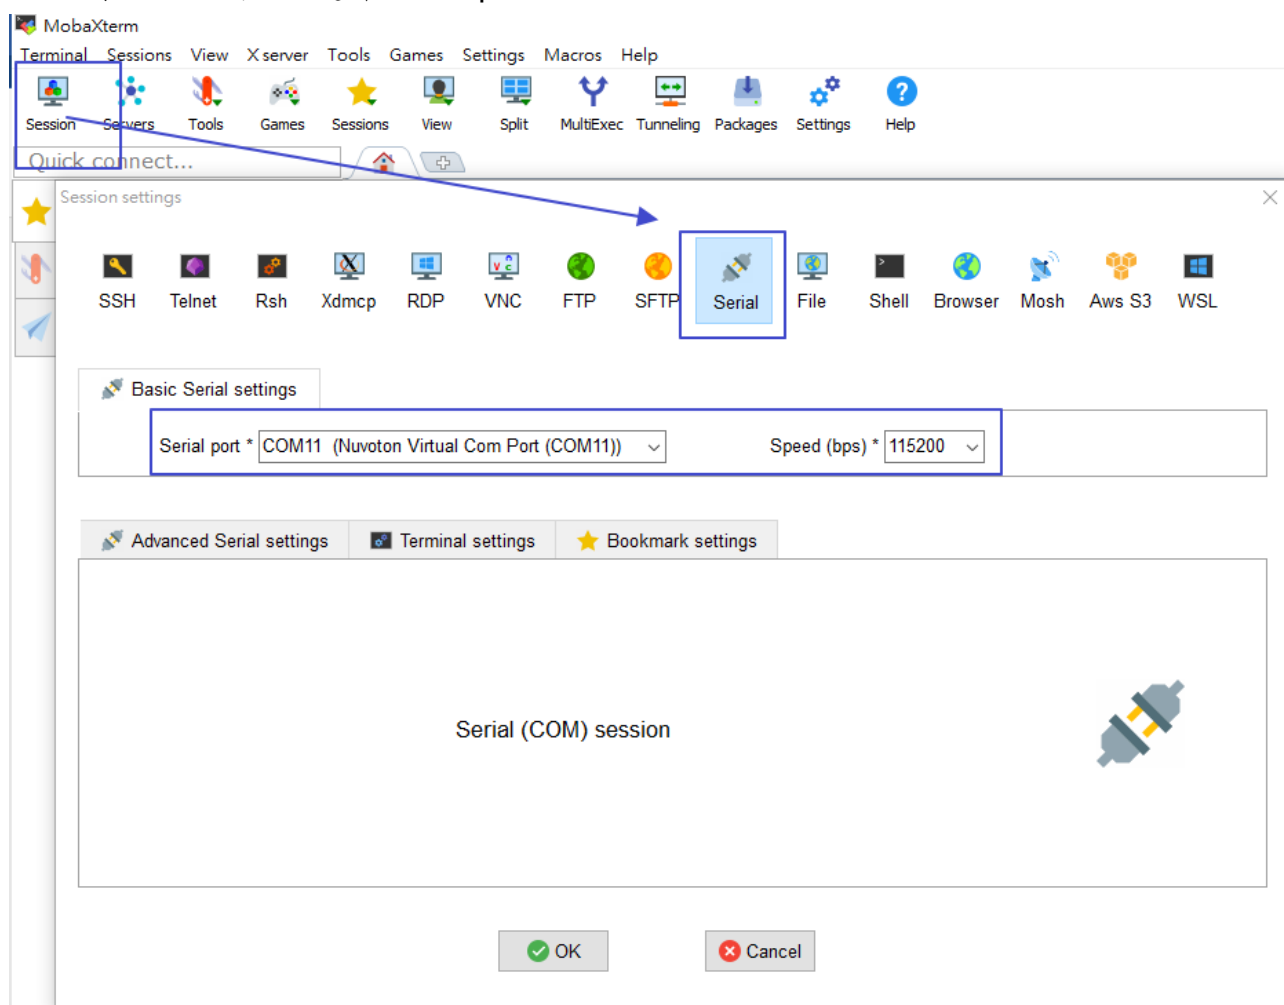 MobaXterm
Terminal Sessions View X server Tools Games Settings Macros Help
Session Servers Tools Games Sessions View Split MultiExec Tunneling Packages Settings Help
Quick connect...
Session settings
SSH Telnet Rsh Xdmcp RDP VNC FTP SFTP Serial File Shell Browser Mosh Aws S3 WSL
Basic Serial settings
Serial port * COM11 (Nuvoton Virtual Com Port (COM11)) Speed (bps) * 115200
Advanced Serial settings Terminal settings Bookmark settings
Serial (COM) session
OK Cancel